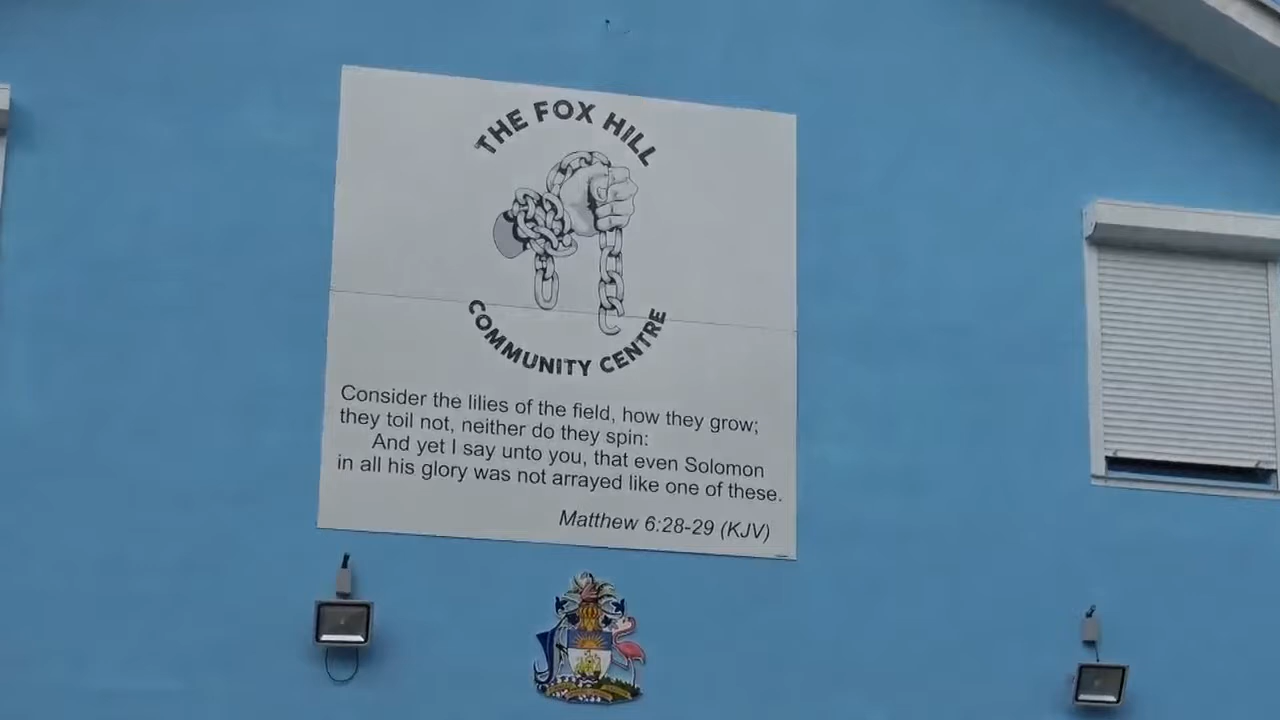 THE FOX HILL
COMMUNITY CENTRE
Consider the lilies of the field, how they grow;
they toil not, neither do they spin:
And yet I say unto you, that even Solomon
in all his glory was not arrayed like one of these.
Matthew 6:28-29 (KJV)